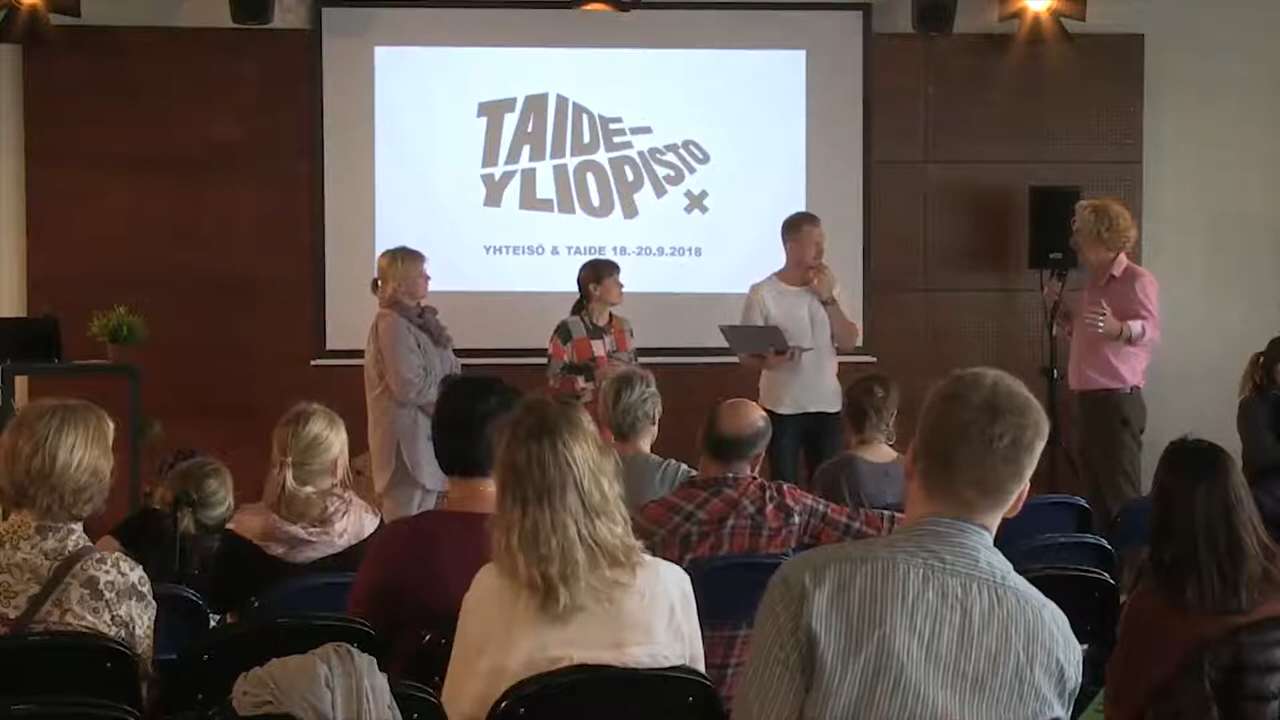 TAIDE-
YLIOPISTO
×
YHTEISÖ & TAIDE 18.-20.9.2018